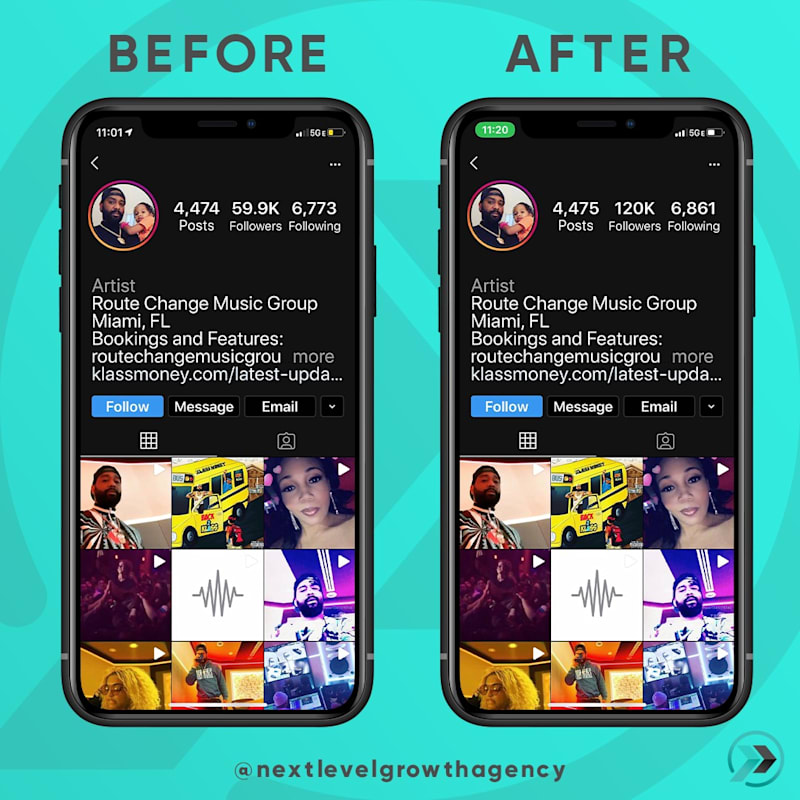 BEFORE
AFTER
11:01
5GE
4,474 59.9K 6,773
Posts Followers Following
Artist
Route Change Music Group
Miami, FL
Bookings and Features:
routechangemusicgrou more
klassmoney.com/latest-upda...
Follow Message Email
11:20
5GE
4,475 120K 6,861
Posts Followers Following
Artist
Route Change Music Group
Miami, FL
Bookings and Features:
routechangemusicgrou more
klassmoney.com/latest-upda...
Follow Message Email
@nextlevelgrowthagency